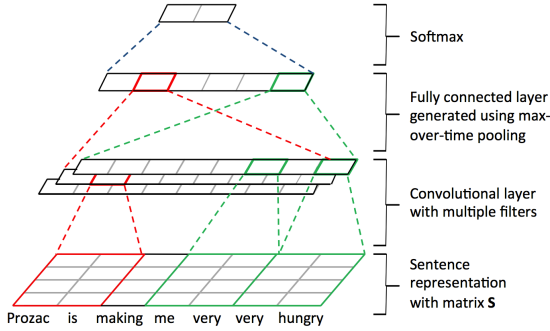 Softmax
Fully connected layer
generated using max-
over-time pooling
Convolutional layer
with multiple filters
Sentence
representation
with matrix S
Prozac is making me very very hungry